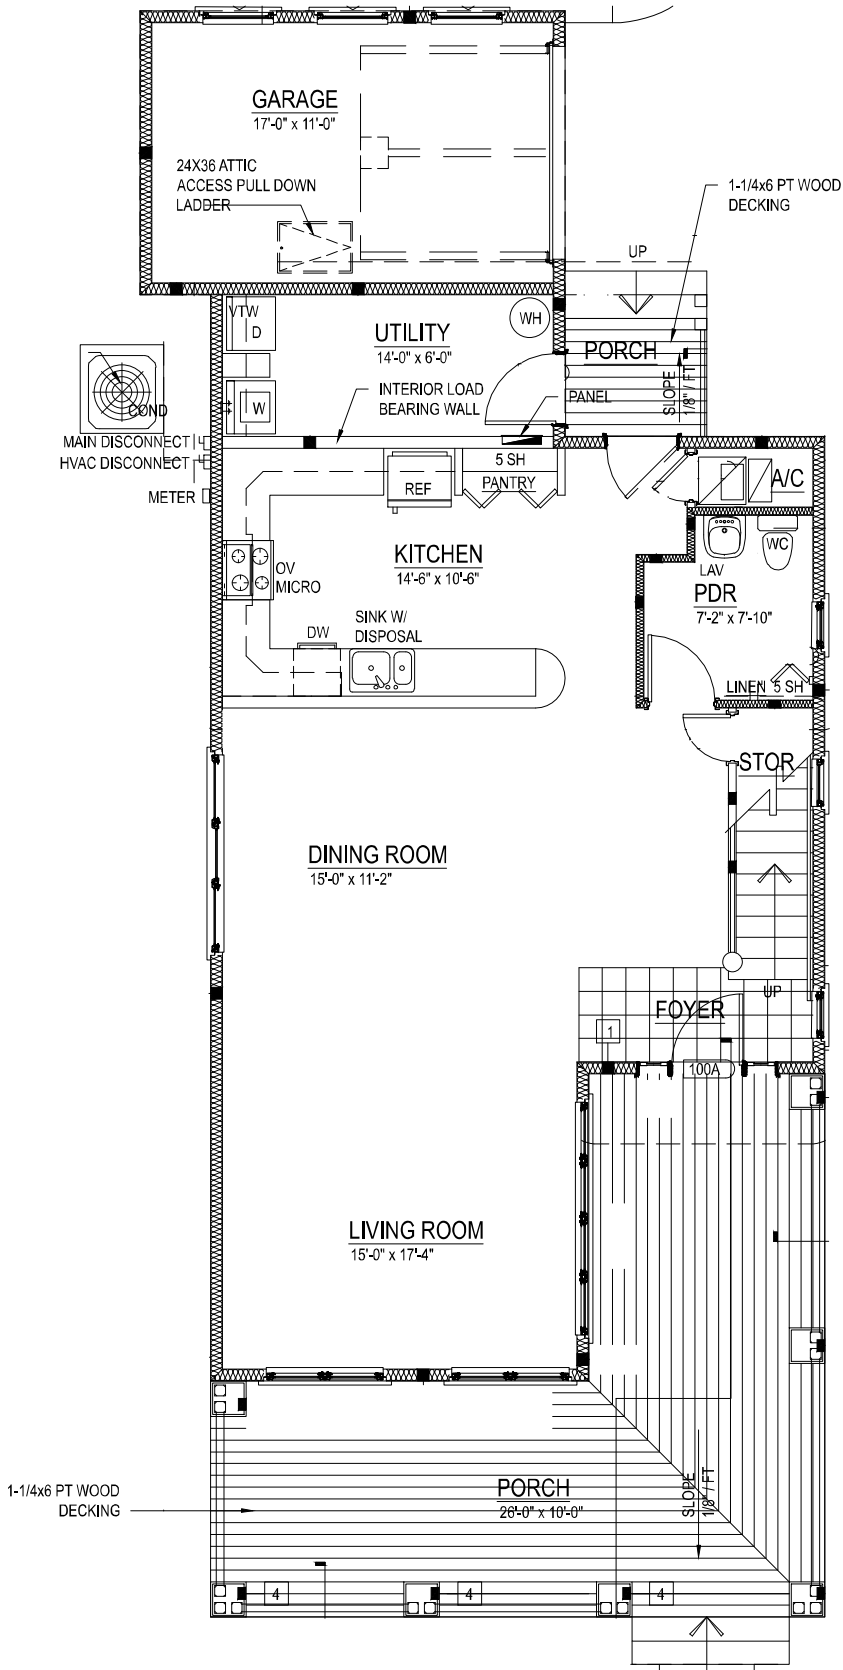 GARAGE
17'-0" x 11'-0"
24X36 ATTIC
ACCESS PULL DOWN
LADDER
1-1/4x6 PT WOOD
DECKING
UP
VTW
D
UTILITY
14'-0" x 6'-0"
WH
PORCH
SLOPE
1/8" / FT
INTERIOR LOAD
BEARING WALL
PANEL
W
COND
MAIN DISCONNECT
HVAC DISCONNECT
METER
5 SH
PANTRY
REF
A/C
KITCHEN
14'-6" x 10'-6"
OV
MICRO
WC
LAV
PDR
7'-2" x 7'-10"
SINK W/
DISPOSAL
DW
LINEN 5 SH
STOR
DINING ROOM
15'-0" x 11'-2"
UP
FOYER
1
100A
LIVING ROOM
15'-0" x 17'-4"
1-1/4x6 PT WOOD
DECKING
PORCH
26'-0" x 10'-0"
SLOPE
1/8" / FT
4
4
4